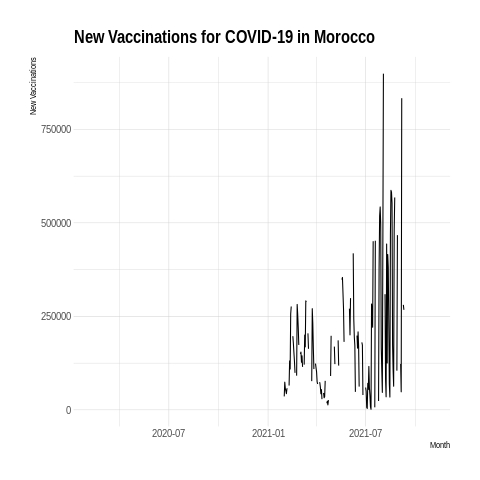 New Vaccinations for COVID-19 in Morocco
New Vaccinations
750000
500000
250000
0
2020-07 2021-01 2021-07
Month